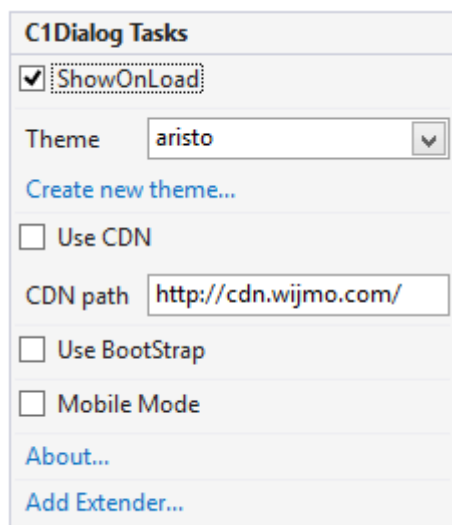 C1Dialog Tasks
ShowOnLoad
Theme aristo
Create new theme...
Use CDN
CDN path http://cdn.wijmo.com/
Use BootStrap
Mobile Mode
About...
Add Extender...